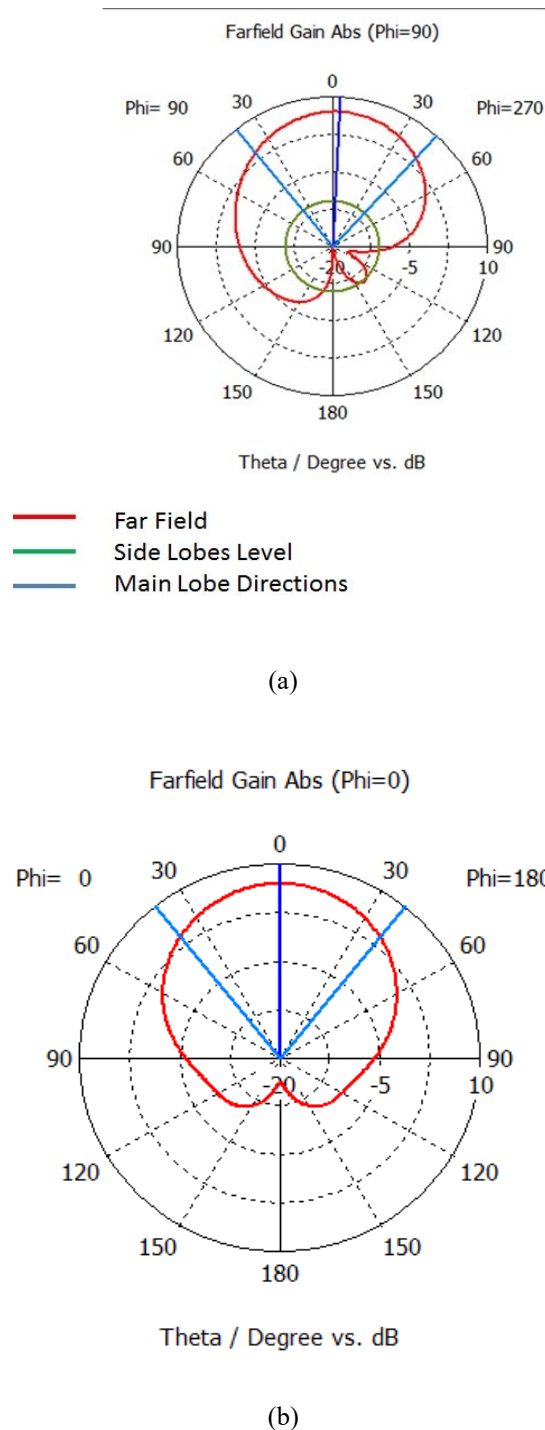 Farfield Gain Abs (Phi=90)
0
Phi= 90 30 30 Phi=270
60 60
90 -20 -5 10 90
120 120
150 150
180
Theta / Degree vs. dB
Far Field
Side Lobes Level
Main Lobe Directions
(a)
Farfield Gain Abs (Phi=0)
0
Phi= 0 30 30 Phi=180
60 60
90 -20 -5 10 90
120 120
150 150
180
Theta / Degree vs. dB
(b)